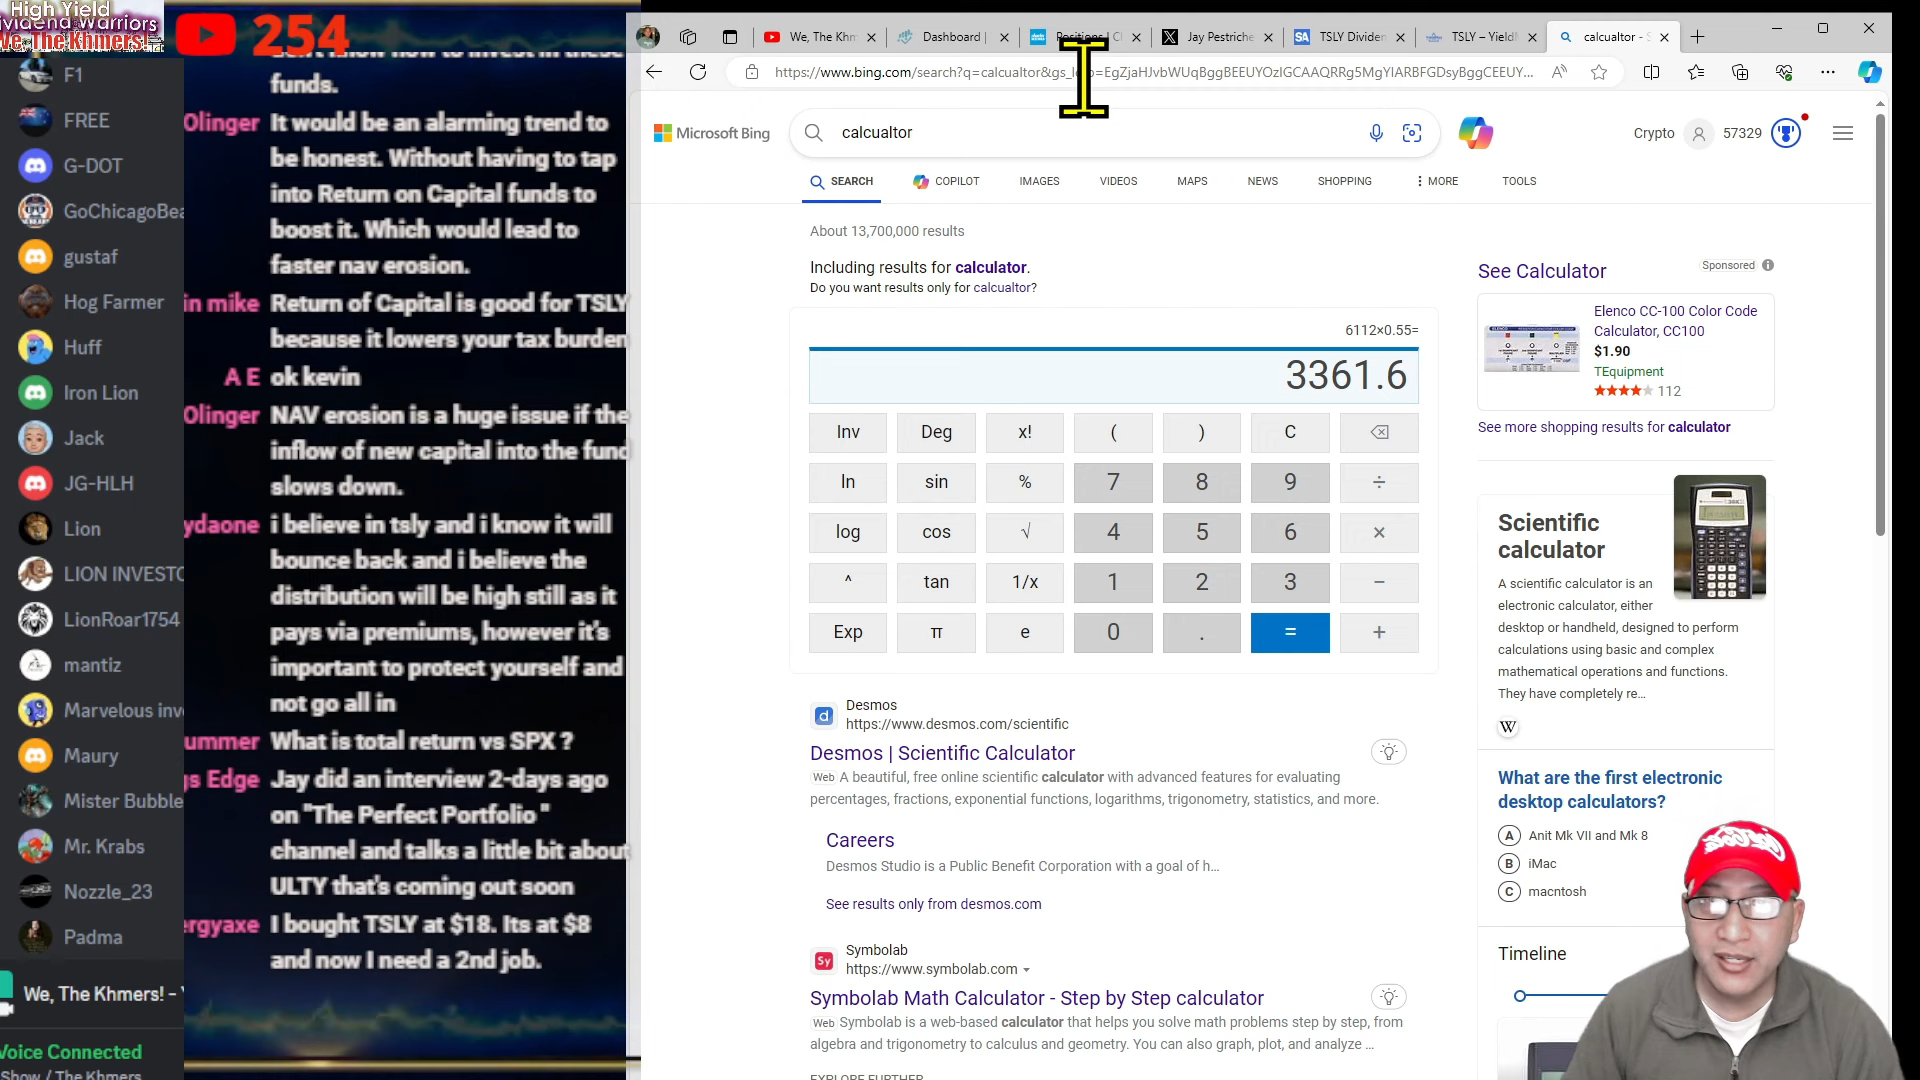 High Yield
Dividend Warriors
We, The Khmers!
254
F1
FREE
G-DOT
GoChicagoBea
gustaf
Hog Farmer
Huff
Iron Lion
Jack
JG-HLH
Lion
LION INVESTO
LionRoar1754
mantiz
Marvelous inv
Maury
Mister Bubble
Mr. Krabs
Nozzle_23
Padma
We, The Khmers! -
Voice Connected
Show / The Khmers
funds.
Olinger It would be an alarming trend to
be honest. Without having to tap
into Return on Capital funds to
boost it. Which would lead to
faster nav erosion.
in mike Return of Capital is good for TSLY
because it lowers your tax burden
A E ok kevin
Olinger NAV erosion is a huge issue if the
inflow of new capital into the fund
slows down.
ydaone i believe in tsly and i know it will
bounce back and i believe the
distribution will be high still as it
pays via premiums, however it's
important to protect yourself and
not go all in
ummer What is total return vs SPX ?
s Edge Jay did an interview 2-days ago
on "The Perfect Portfolio"
channel and talks a little bit about
ULTY that's coming out soon
ergyaxe I bought TSLY at $18. Its at $8
and now I need a 2nd job.
We, The Khm
Dashboard |
Positions | C
Jay Pestriche
TSLY Dividen
TSLY – YieldM
calcualtor - S
https://www.bing.com/search?q=calcualtor&gs_l
Microsoft Bing
calcualtor
Crypto
57329
SEARCH
COPILOT
IMAGES
VIDEOS
MAPS
NEWS
SHOPPING
MORE
TOOLS
About 13,700,000 results
Including results for calculator.
Do you want results only for calcualtor?
6112×0.55=
3361.6
Inv Deg x! ( ) C
ln sin % 7 8 9 ÷
log cos √ 4 5 6 ×
^ tan 1/x 1 2 3 −
Exp π e 0 . = +
Desmos
https://www.desmos.com/scientific
Desmos | Scientific Calculator
Web A beautiful, free online scientific calculator with advanced features for evaluating
percentages, fractions, exponential functions, logarithms, trigonometry, statistics, and more.
Careers
Desmos Studio is a Public Benefit Corporation with a goal of h…
See results only from desmos.com
Symbolab
https://www.symbolab.com
Symbolab Math Calculator - Step by Step calculator
Web Symbolab is a web-based calculator that helps you solve math problems step by step, from
algebra and trigonometry to calculus and geometry. You can also graph, plot, and analyze …
EXPLORE FURTHER
See Calculator
Sponsored
Elenco CC-100 Color Code
Calculator, CC100
$1.90
TEquipment
112
See more shopping results for calculator
Scientific
calculator
A scientific calculator is an
electronic calculator, either
desktop or handheld, designed to perform
calculations using basic and complex
mathematical operations and functions.
They have completely re…
W
What are the first electronic
desktop calculators?
A Anit Mk VII and Mk 8
B iMac
C macntosh
Timeline